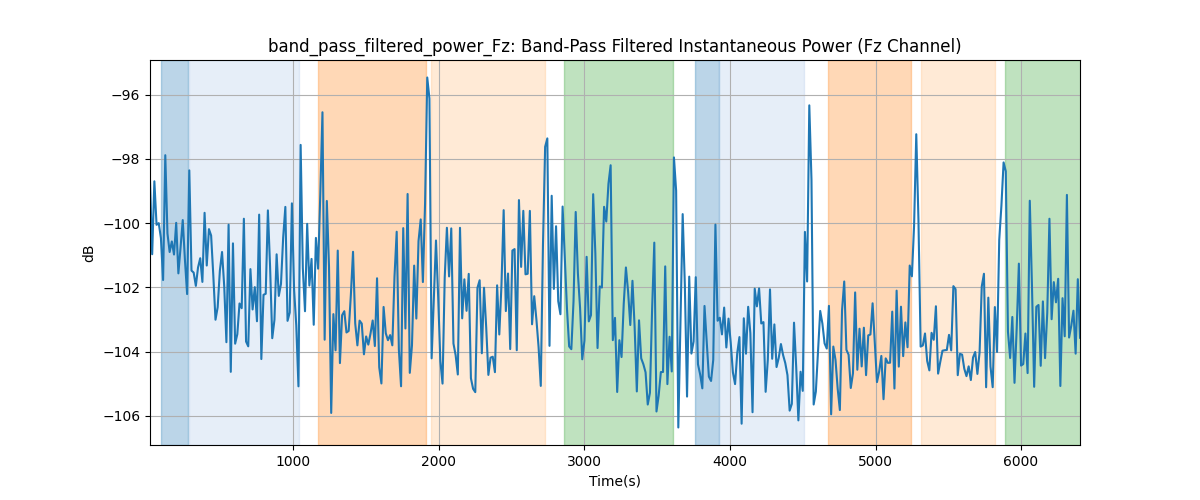 band_pass_filtered_power_Fz: Band-Pass Filtered Instantaneous Power (Fz Channel)
dB
−96
−98
−100
−102
−104
−106
1000 2000 3000 4000 5000 6000
Time(s)